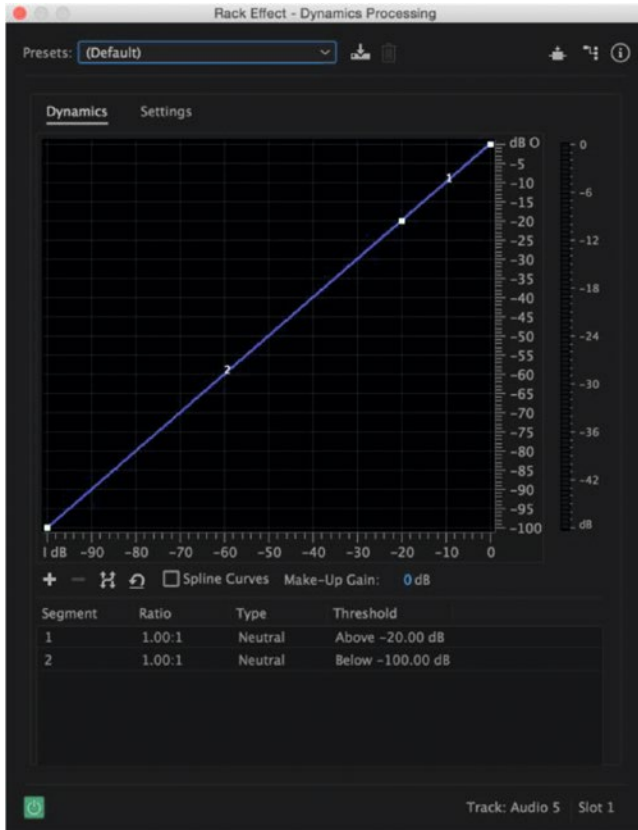 Rack Effect - Dynamics Processing
Presets: (Default)
Dynamics Settings
dB O
-5
-10
-15
-20
-25
-30
-35
-40
-45
-50
-55
-60
-65
-70
-75
-80
-85
-90
-95
-100
0
-6
-12
-18
-24
-30
-36
-42
dB
1
2
I dB -90 -80 -70 -60 -50 -40 -30 -20 -10 0
Spline Curves Make-Up Gain: 0 dB
Segment Ratio Type Threshold
1 1.00:1 Neutral Above -20.00 dB
2 1.00:1 Neutral Below -100.00 dB
Track: Audio 5 Slot 1